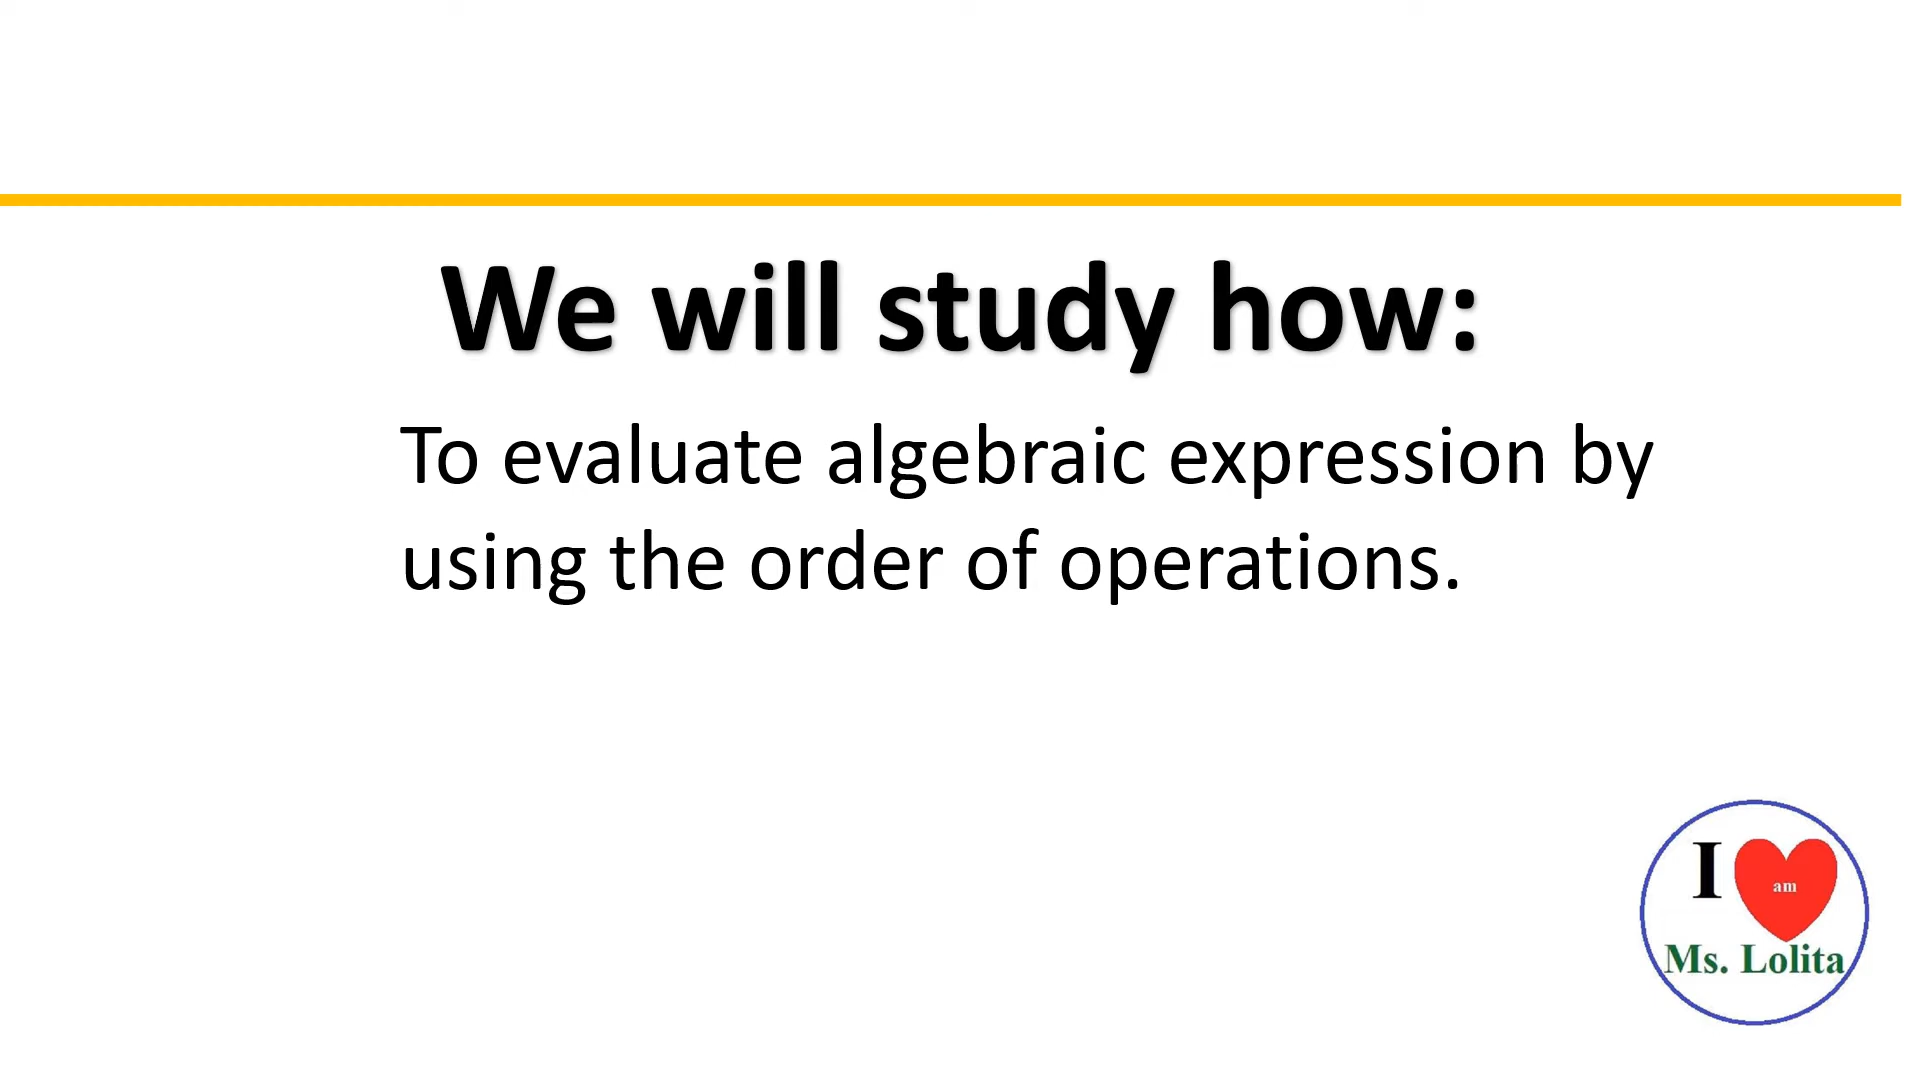 We will study how:
To evaluate algebraic expression by
using the order of operations.
I am
Ms. Lolita